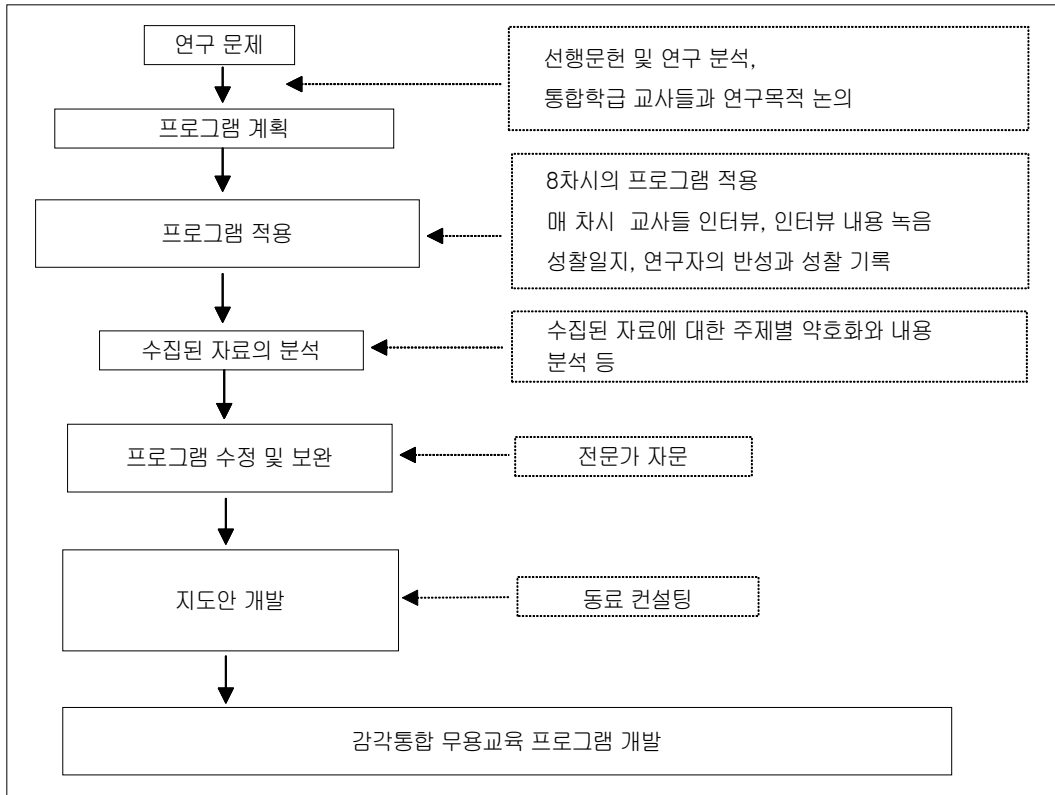 연구 문제
선행문헌 및 연구 분석,
통합학급 교사들과 연구목적 논의
프로그램 계획
8차시의 프로그램 적용
매 차시 교사들 인터뷰, 인터뷰 내용 녹음
성찰일지, 연구자의 반성과 성찰 기록
프로그램 적용
수집된 자료의 분석
수집된 자료에 대한 주제별 약호화와 내용
분석 등
프로그램 수정 및 보완
전문가 자문
지도안 개발
동료 컨설팅
감각통합 무용교육 프로그램 개발